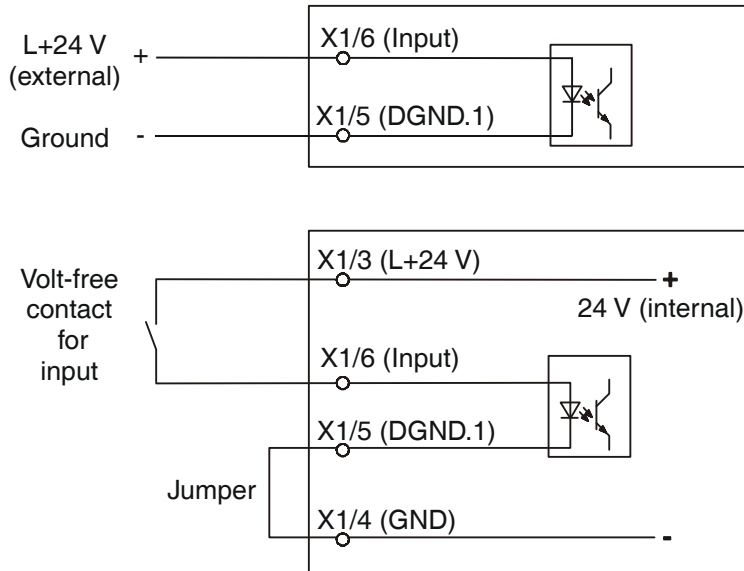 L+24 V
(external)
+
X1/6 (Input)
Ground
-
X1/5 (DGND.1)
X1/3 (L+24 V)
+
24 V (internal)
Volt-free
contact
for
input
X1/6 (Input)
X1/5 (DGND.1)
Jumper
X1/4 (GND)
-